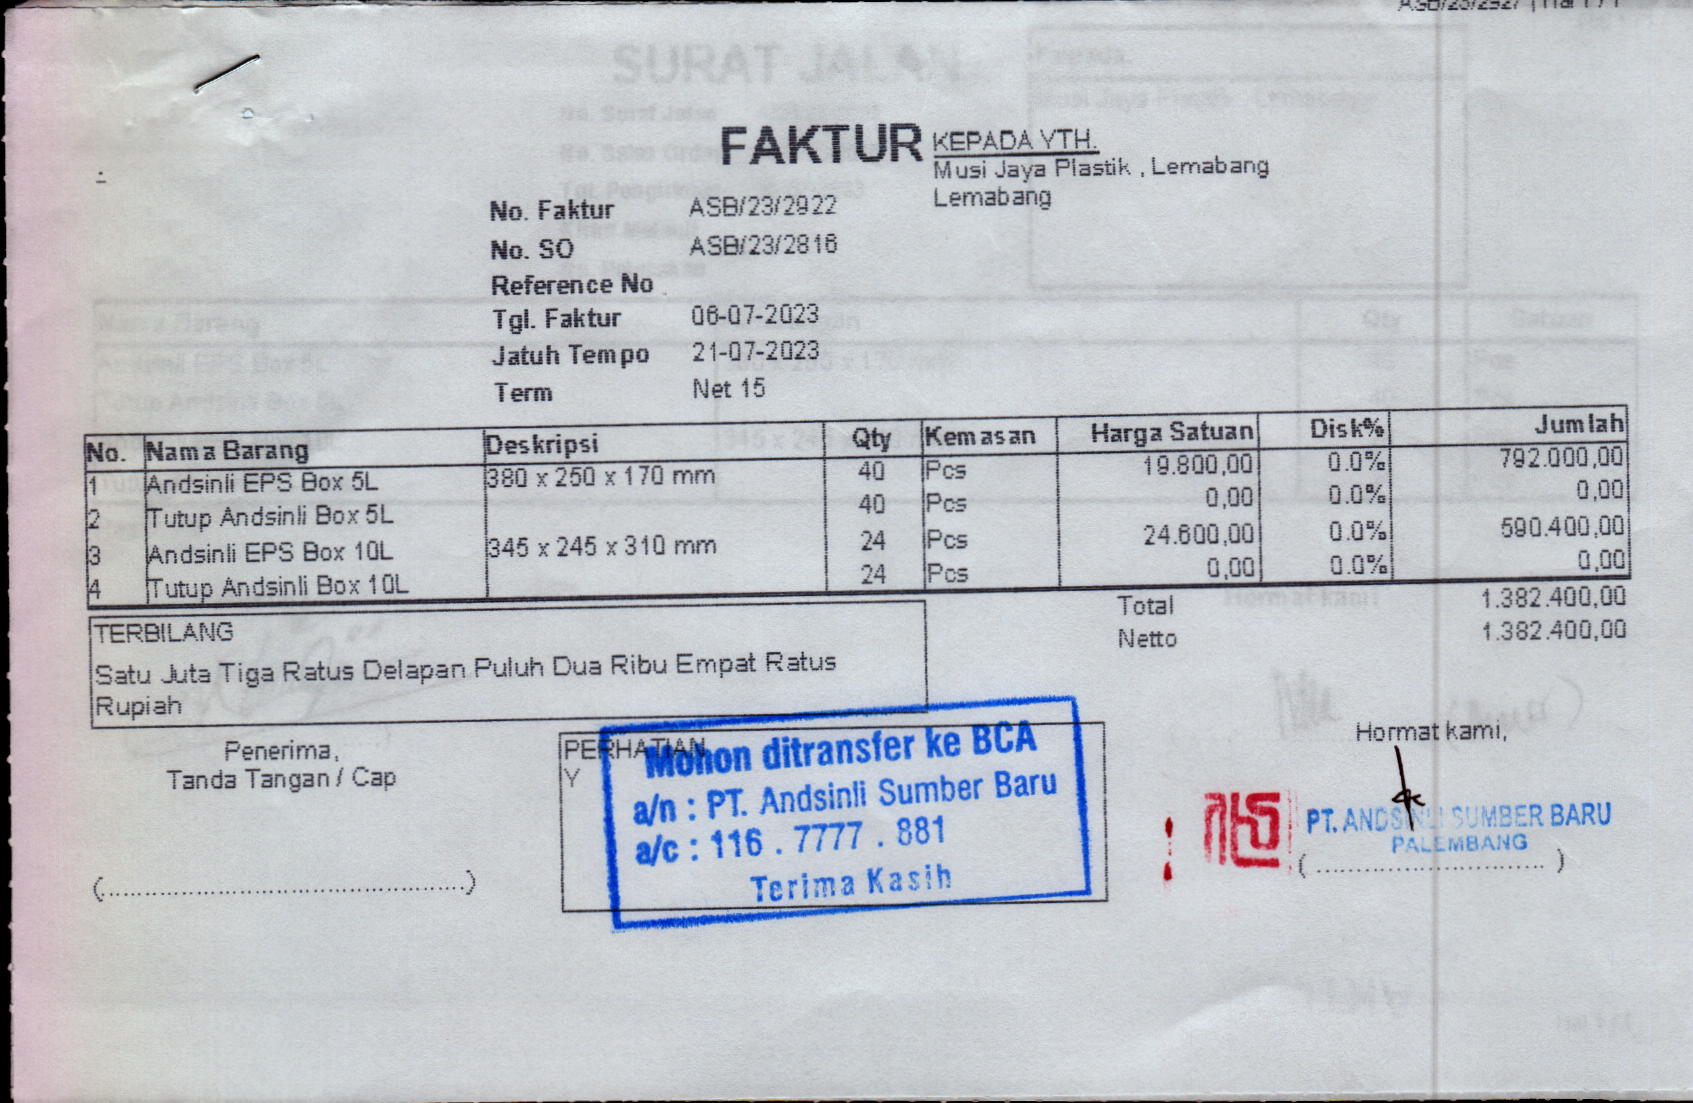 FAKTUR
KEPADA YTH.
Musi Jaya Plastik , Lemabang
Lemabang
No. Faktur ASB/23/2922
No. SO ASB/23/2816
Reference No
Tgl. Faktur 06-07-2023
Jatuh Tempo 21-07-2023
Term Net 15
No. Nama Barang Deskripsi Qty Kemasan Harga Satuan Disk% Jumlah
1 Andsinli EPS Box 5L 380 x 250 x 170 mm 40 Pcs 19.800,00 0.0% 792.000,00
2 Tutup Andsinli Box 5L 40 Pcs 0,00 0.0% 0,00
3 Andsinli EPS Box 10L 345 x 245 x 310 mm 24 Pcs 24.600,00 0.0% 590.400,00
4 Tutup Andsinli Box 10L 24 Pcs 0,00 0.0% 0,00
Total 1.382.400,00
Netto 1.382.400,00
TERBILANG
Satu Juta Tiga Ratus Delapan Puluh Dua Ribu Empat Ratus
Rupiah
Penerima,
Tanda Tangan / Cap
(............................................)
PERHATIAN
Y
Mohon ditransfer ke BCA
a/n : PT. Andsinli Sumber Baru
a/c : 116 . 7777 . 881
Terima Kasih
Hormat kami,
PT. ANDSINLI SUMBER BARU
PALEMBANG
(............................)
SURAT JALAN